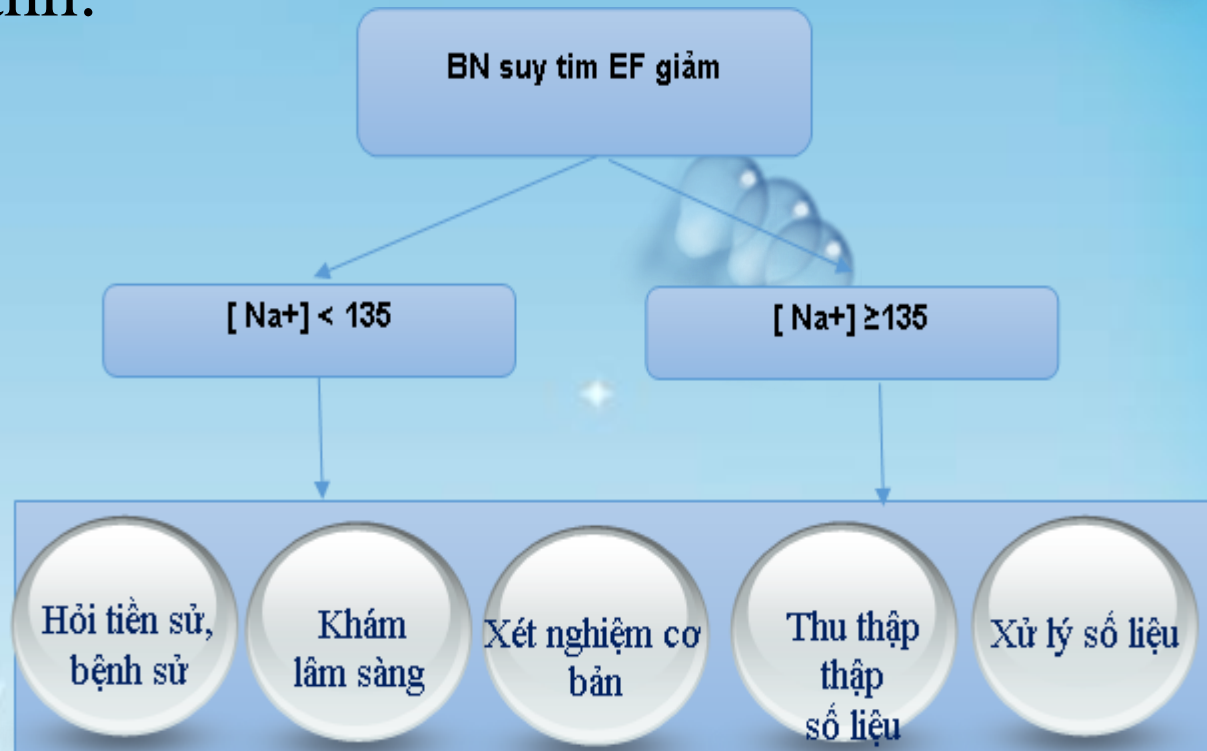 BN suy tim EF giảm
[ Na+] < 135
[ Na+] ≥135
Hỏi tiền sử,
bệnh sử
Khám
lâm sàng
Xét nghiệm cơ
bản
Thu thập
thập
số liệu
Xử lý số liệu